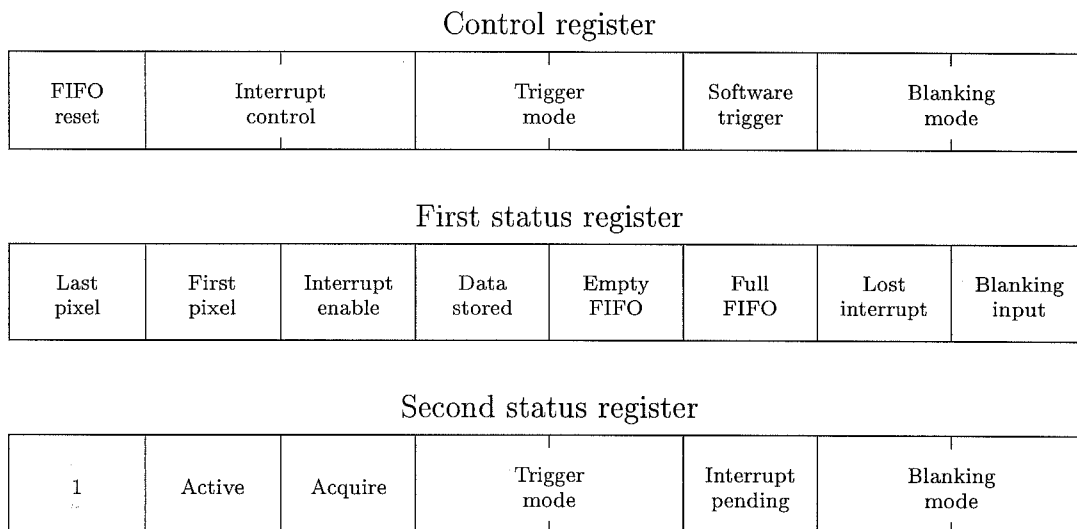 Control register
FIFO reset
Interrupt control
Trigger mode
Software trigger
Blanking mode
First status register
Last pixel
First pixel
Interrupt enable
Data stored
Empty FIFO
Full FIFO
Lost interrupt
Blanking input
Second status register
1
Active
Acquire
Trigger mode
Interrupt pending
Blanking mode